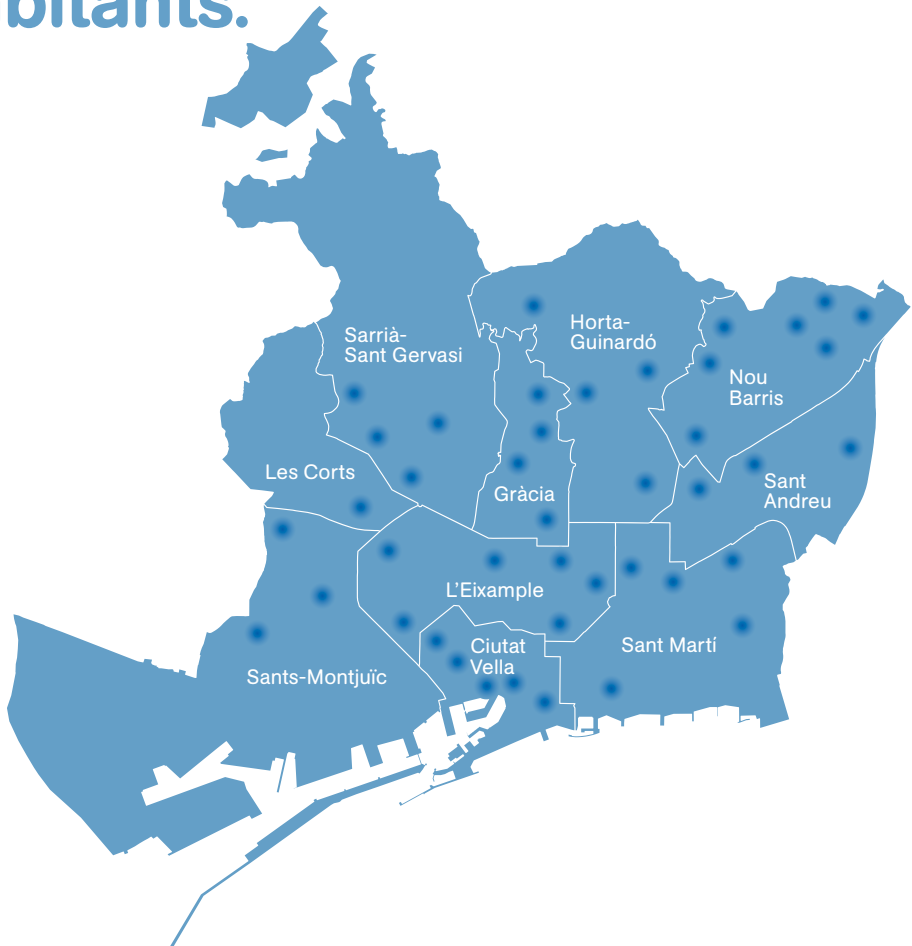 bitants.
Sarrià-
Sant Gervasi
Horta-
Guinardó
Nou
Barris
Les Corts
Gràcia
Sant
Andreu
L'Eixample
Ciutat
Vella
Sant Martí
Sants-Montjuïc